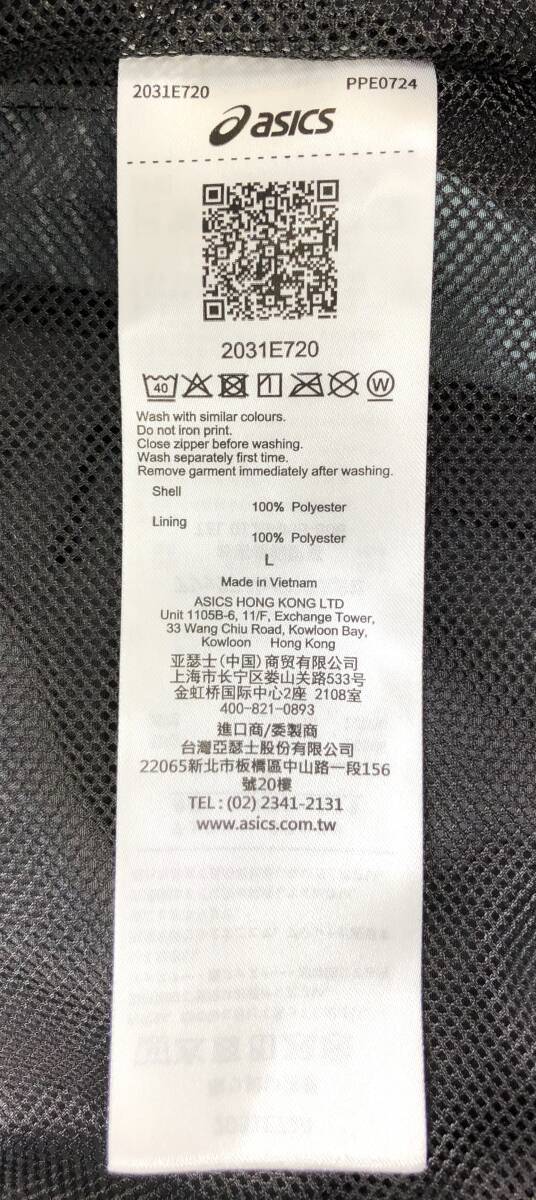 2031E720 PPE0724
asics
2031E720
40 W
Wash with similar colours.
Do not iron print.
Close zipper before washing.
Wash separately first time.
Remove garment immediately after washing.
Shell
100% Polyester
Lining
100% Polyester
L
Made in Vietnam
ASICS HONG KONG LTD
Unit 1105B-6, 11/F, Exchange Tower,
33 Wang Chiu Road, Kowloon Bay,
Kowloon Hong Kong
亚瑟士(中国)商贸有限公司
上海市长宁区娄山关路533号
金虹桥国际中心2座 2108室
400-821-0893
進口商/委製商
台灣亞瑟士股份有限公司
22065新北市板橋區中山路一段156
號20樓
TEL: (02) 2341-2131
www.asics.com.tw